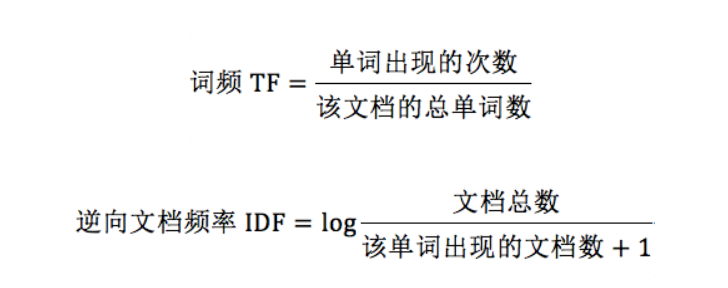 词频 TF = 单词出现的次数 / 该文档的总单词数
逆向文档频率 IDF = log 文档总数 / 该单词出现的文档数 + 1